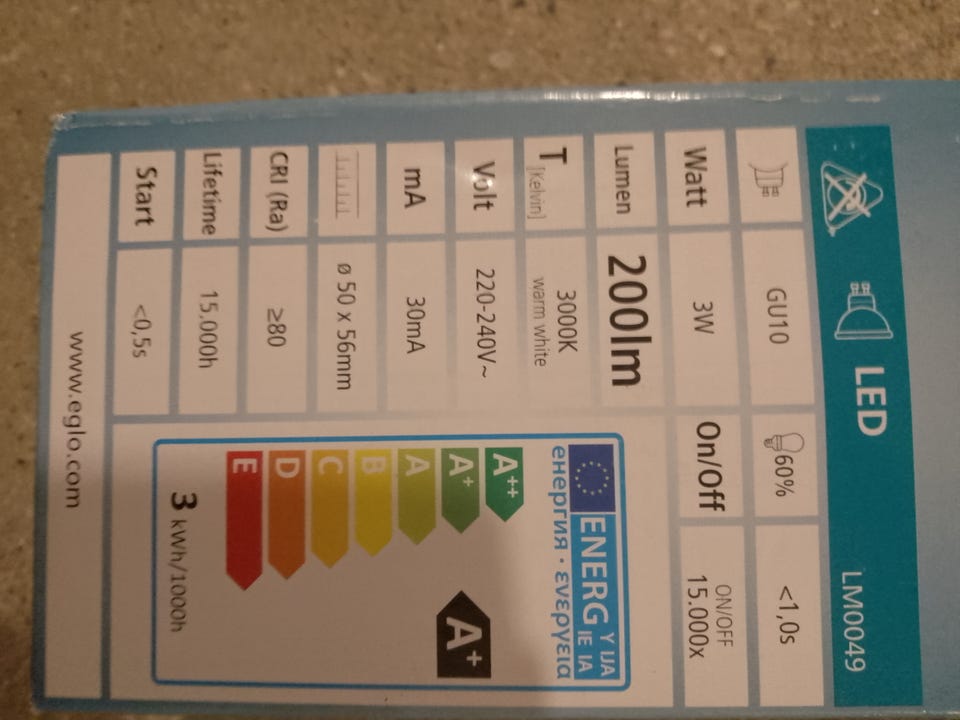 LED LM0049
GU10 60% <1,0s
Watt 3W On/Off ON/OFF
15.000x
Lumen 200lm
T [Kelvin] 3000K
warm white
Volt 220-240V~
mA 30mA
ø 50 x 56mm
CRI (Ra) ≥80
Lifetime 15.000h
Start <0,5s
ENERG Y IJA
IE IA
енергия · ενεργεια
A++
A+
A
B
C
D
E
A+
3 kWh/1000h
www.eglo.com